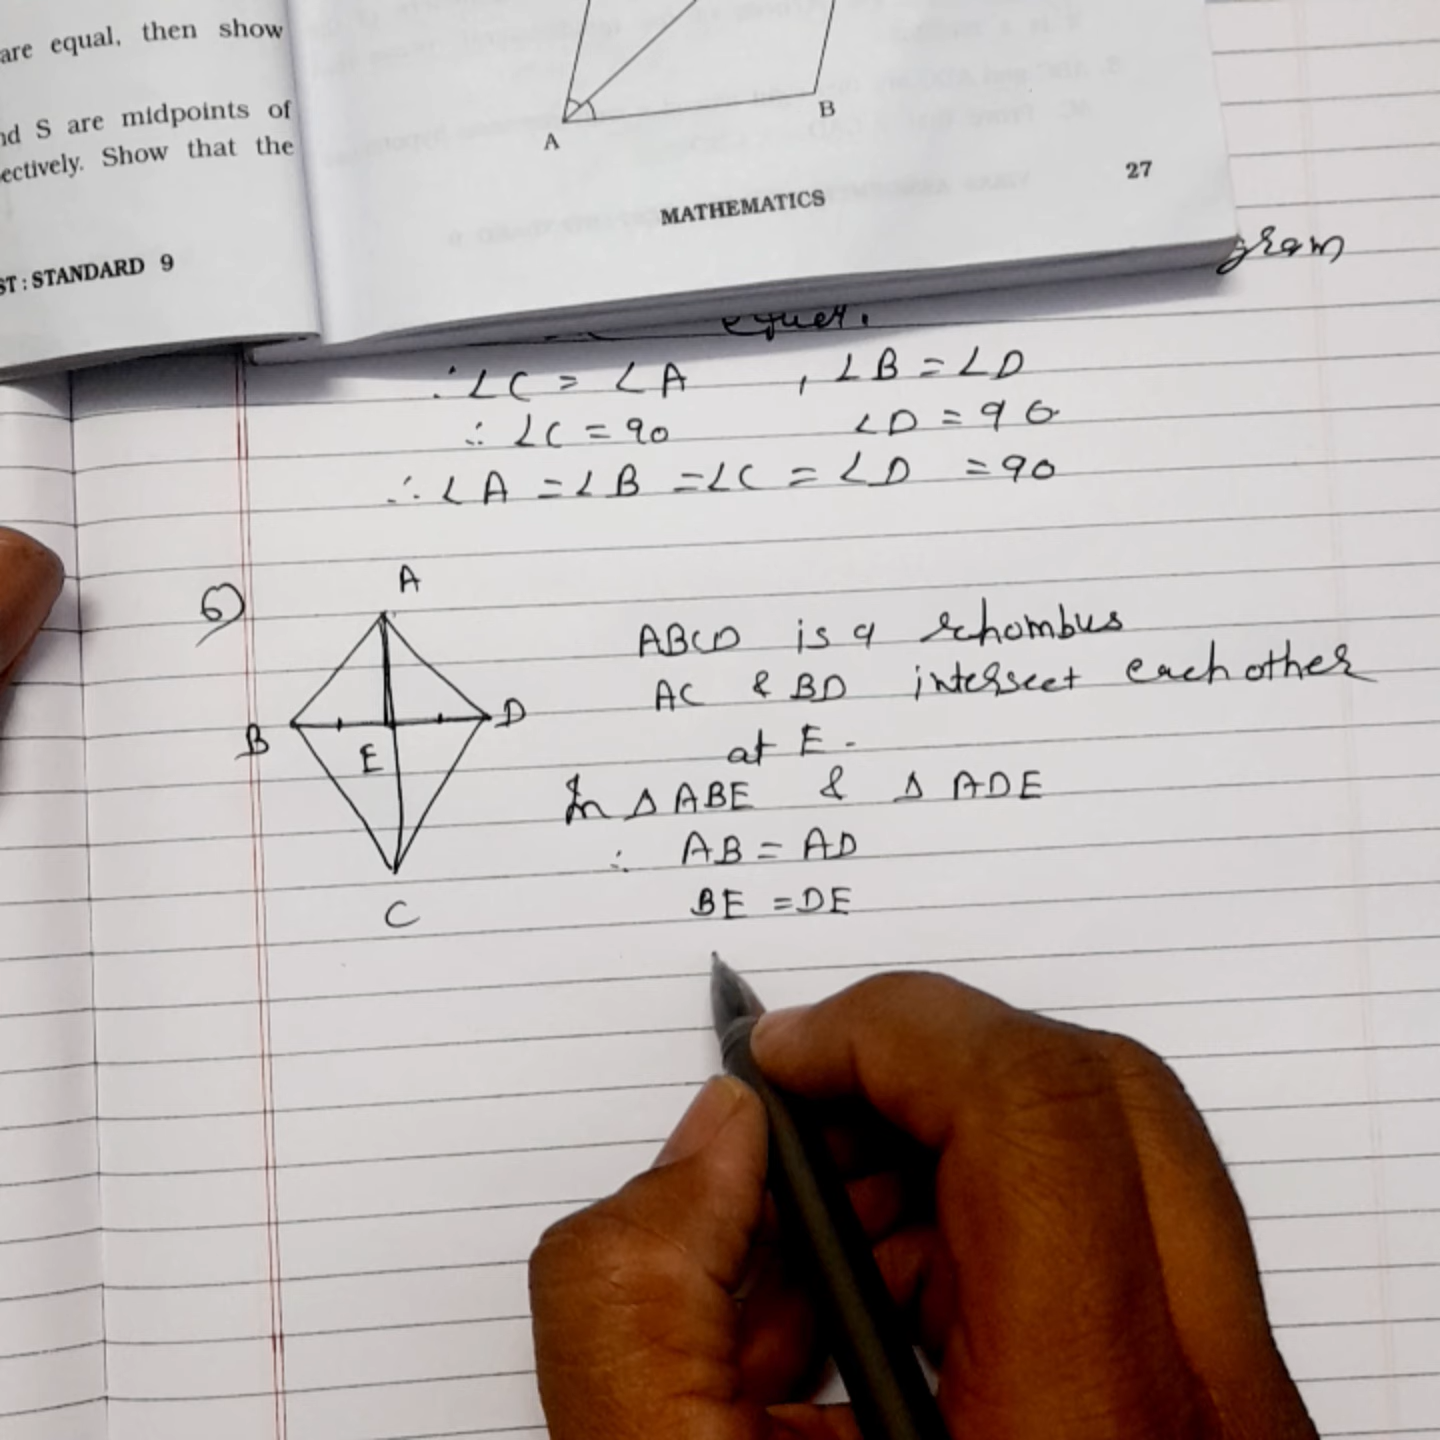 are equal, then show
nd S are midpoints of
ectively. Show that the
ST : STANDARD 9
A
B
27
MATHEMATICS
gram
equal.
∴ ∠C = ∠A , ∠B = ∠D
∴ ∠C = 90 ∠D = 90
∴ ∠A = ∠B = ∠C = ∠D = 90
6)
A
B
D
E
C
ABCD is a rhombus
AC & BD intersect each other
at E.
In Δ ABE & Δ ADE
∴ AB = AD
BE = DE